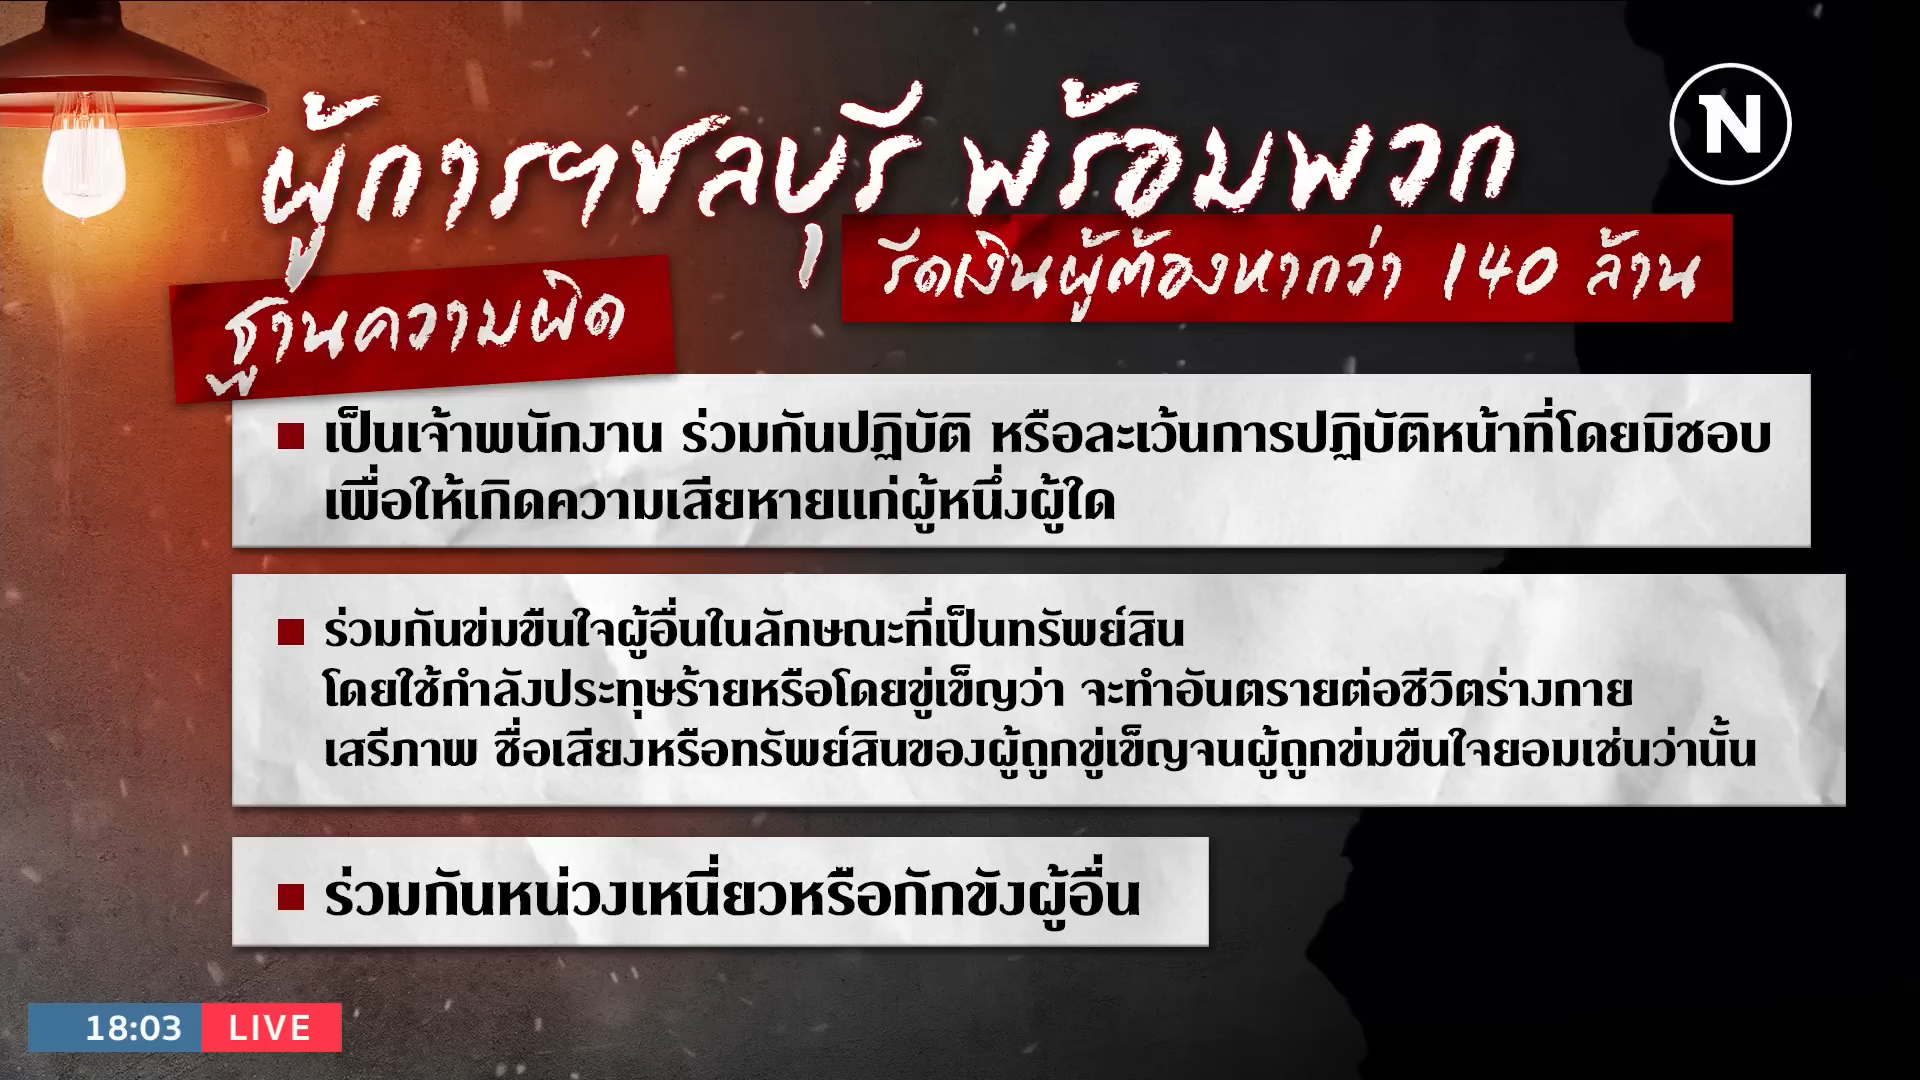 ผู้การฯชลบุรี พร้อมพวก
N
รีดเงินผู้ต้องหากว่า 140 ล้าน
ฐานความผิด
เป็นเจ้าพนักงาน ร่วมกันปฏิบัติ หรือละเว้นการปฏิบัติหน้าที่โดยมิชอบ
เพื่อให้เกิดความเสียหายแก่ผู้หนึ่งผู้ใด
ร่วมกันข่มขืนใจผู้อื่นในลักษณะที่เป็นทรัพย์สิน
โดยใช้กำลังประทุษร้ายหรือโดยขู่เข็ญว่า จะทำอันตรายต่อชีวิตร่างกาย
เสรีภาพ ชื่อเสียงหรือทรัพย์สินของผู้ถูกขู่เข็ญจนผู้ถูกข่มขืนใจยอมเช่นว่านั้น
ร่วมกันหน่วงเหนี่ยวหรือกักขังผู้อื่น
18:03 LIVE